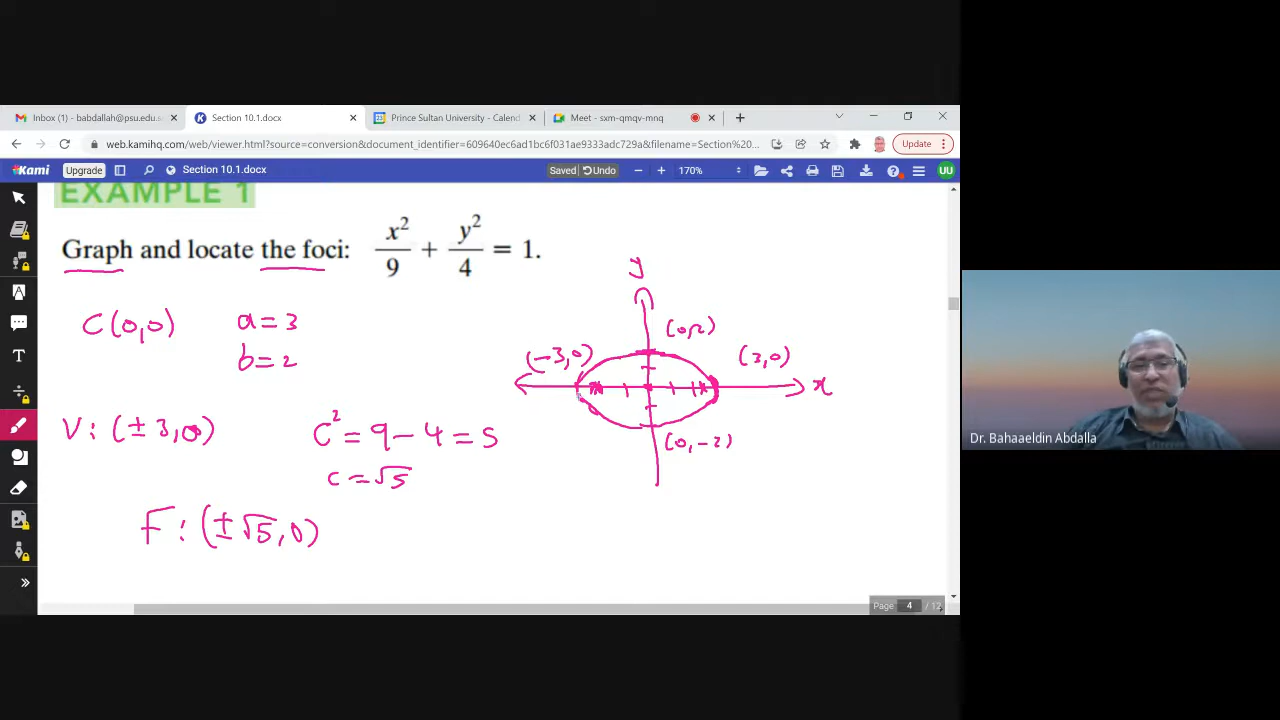 Inbox (1) - babdallah@psu.edu.s
Section 10.1.docx
Prince Sultan University - Calend
Meet - sxm-qmqv-mnq
web.kamihq.com/web/viewer.html?source=conversion&document_identifier=609640ec6ad1bc6f031ae9333adc729a&filename=Section%20...
Update
Kami
Upgrade
Section 10.1.docx
Saved Undo
170%
UU
EXAMPLE 1
Graph and locate the foci: x²/9 + y²/4 = 1.
y
C(0,0) a = 3
b = 2
(0,2)
(-3,0)
(3,0)
x
V: (± 3,0)
c² = 9 - 4 = 5
(0,-2)
c = √5
F: (± √5, 0)
Page 4 / 12
Dr. Bahaaeldin Abdalla